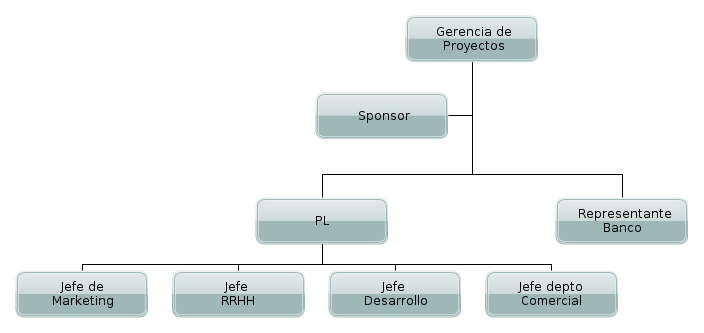 Gerencia de
Proyectos
Sponsor
PL
Representante
Banco
Jefe de
Marketing
Jefe
RRHH
Jefe
Desarrollo
Jefe depto
Comercial